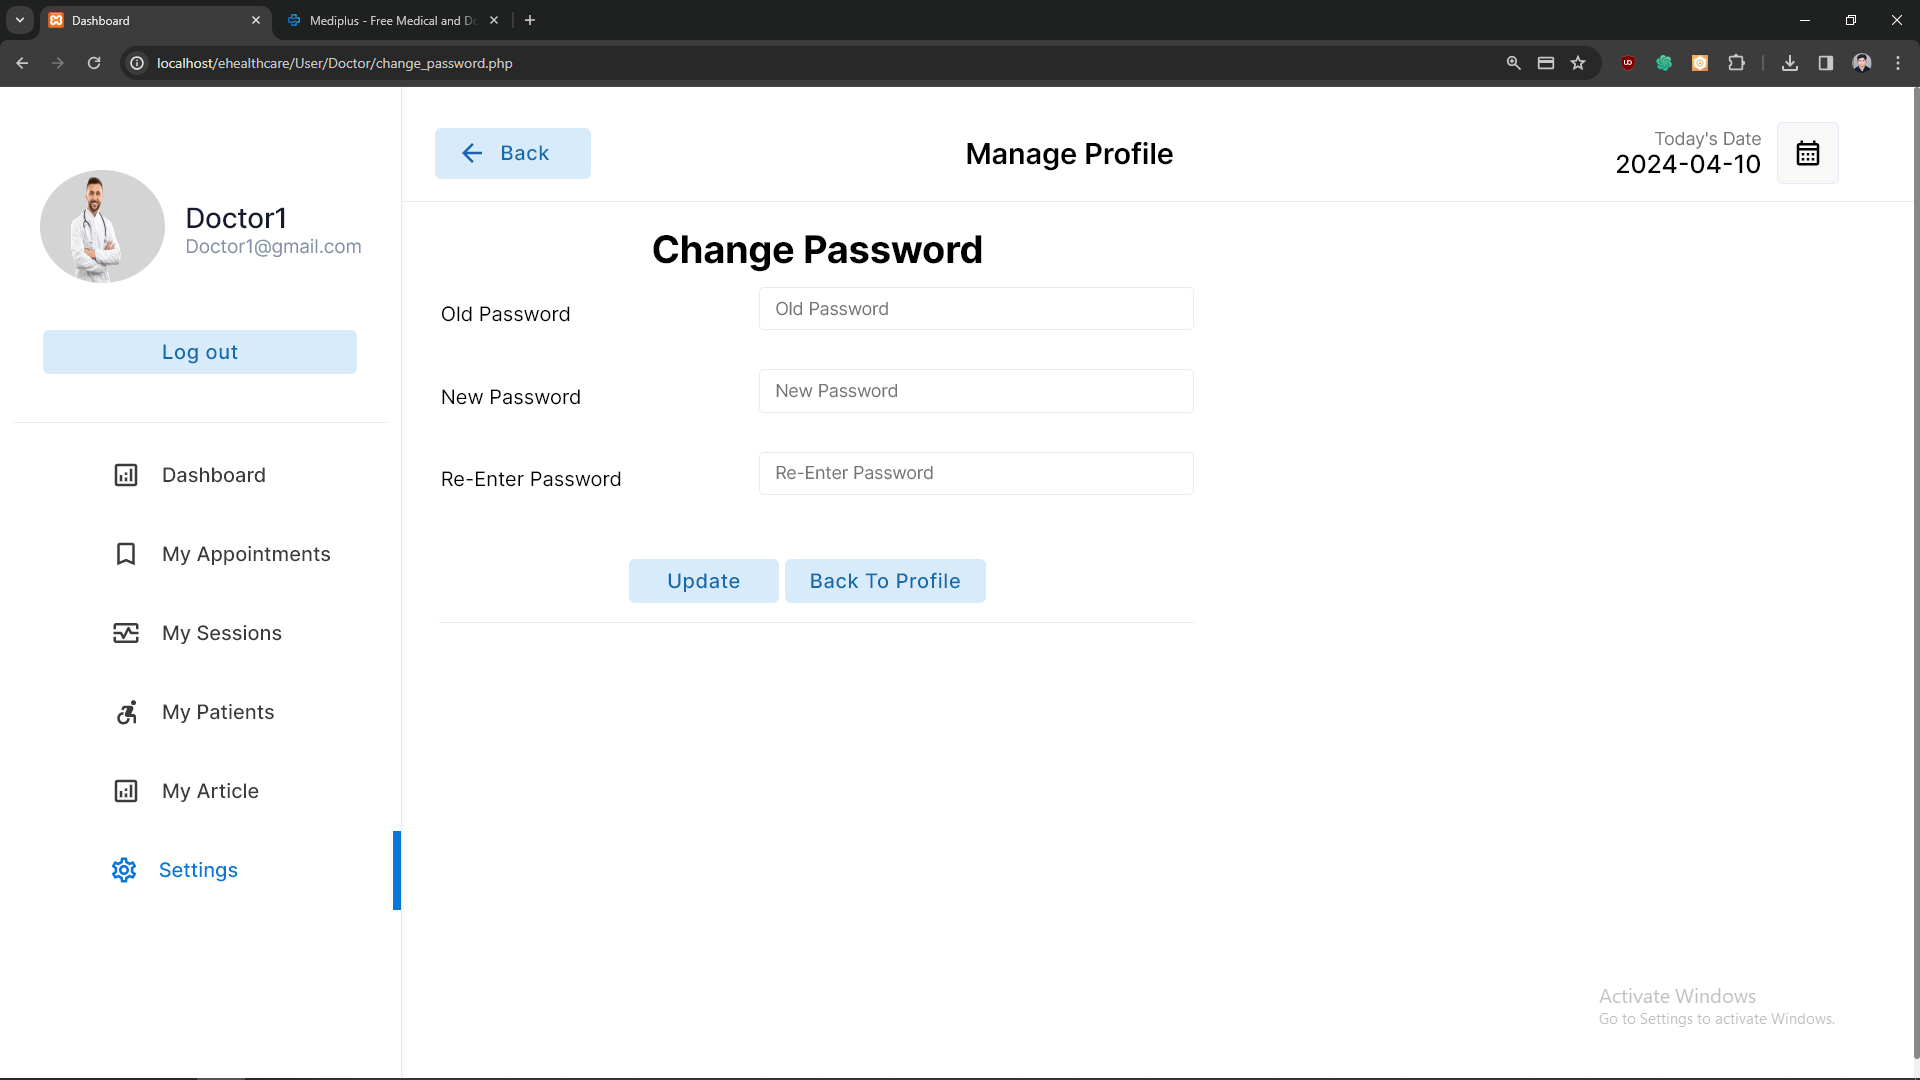 Dashboard
Mediplus - Free Medical and Do
localhost/ehealthcare/User/Doctor/change_password.php
Back
Manage Profile
Today's Date
2024-04-10
Doctor1
Doctor1@gmail.com
Log out
Dashboard
My Appointments
My Sessions
My Patients
My Article
Settings
Change Password
Old Password
Old Password
New Password
New Password
Re-Enter Password
Re-Enter Password
Update
Back To Profile
Activate Windows
Go to Settings to activate Windows.